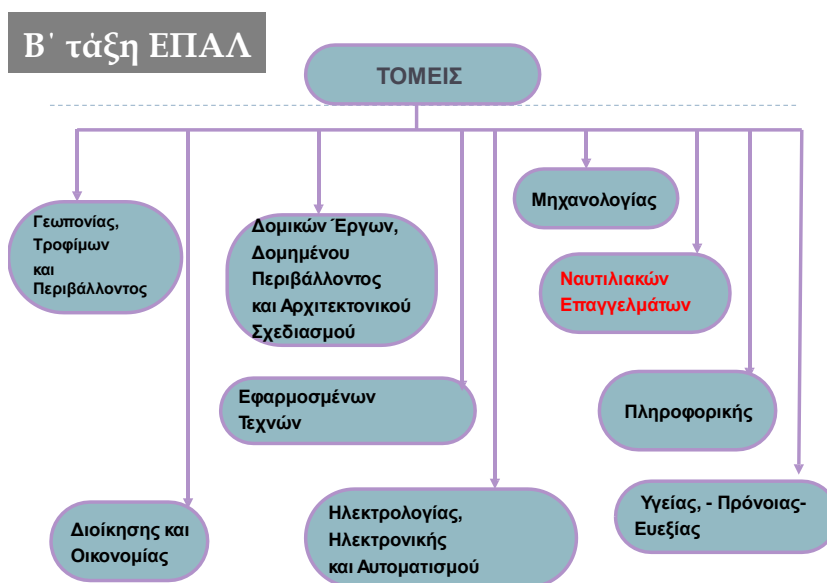 Β΄ τάξη ΕΠΑΛ
ΤΟΜΕΙΣ
Γεωπονίας,
Τροφίμων
και
Περιβάλλοντος
Δομικών Έργων,
Δομημένου
Περιβάλλοντος
και Αρχιτεκτονικού
Σχεδιασμού
Μηχανολογίας
Ναυτιλιακών
Επαγγελμάτων
Εφαρμοσμένων
Τεχνών
Πληροφορικής
Διοίκησης και
Οικονομίας
Ηλεκτρολογίας,
Ηλεκτρονικής
και Αυτοματισμού
Υγείας, - Πρόνοιας-
Ευεξίας